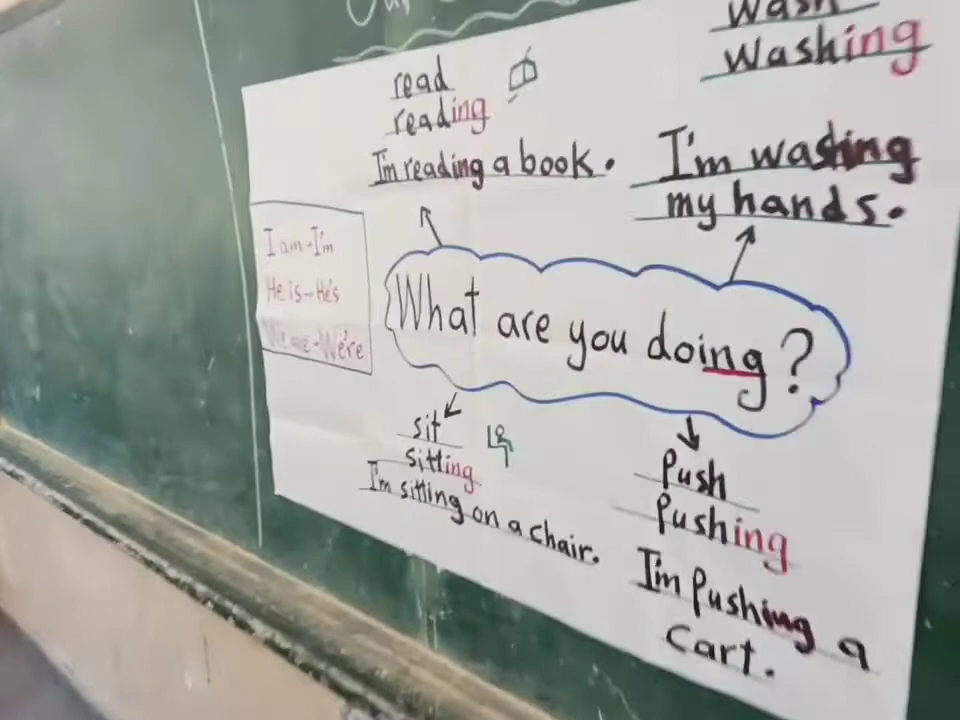 Wash
Washing
read
reading
I'm reading a book.
I'm washing
my hands.
I am-I'm
He is-He's
We are-We're
What are you doing?
sit
sitting
I'm sitting on a chair.
Push
Pushing
I'm Pushing a
Cart.